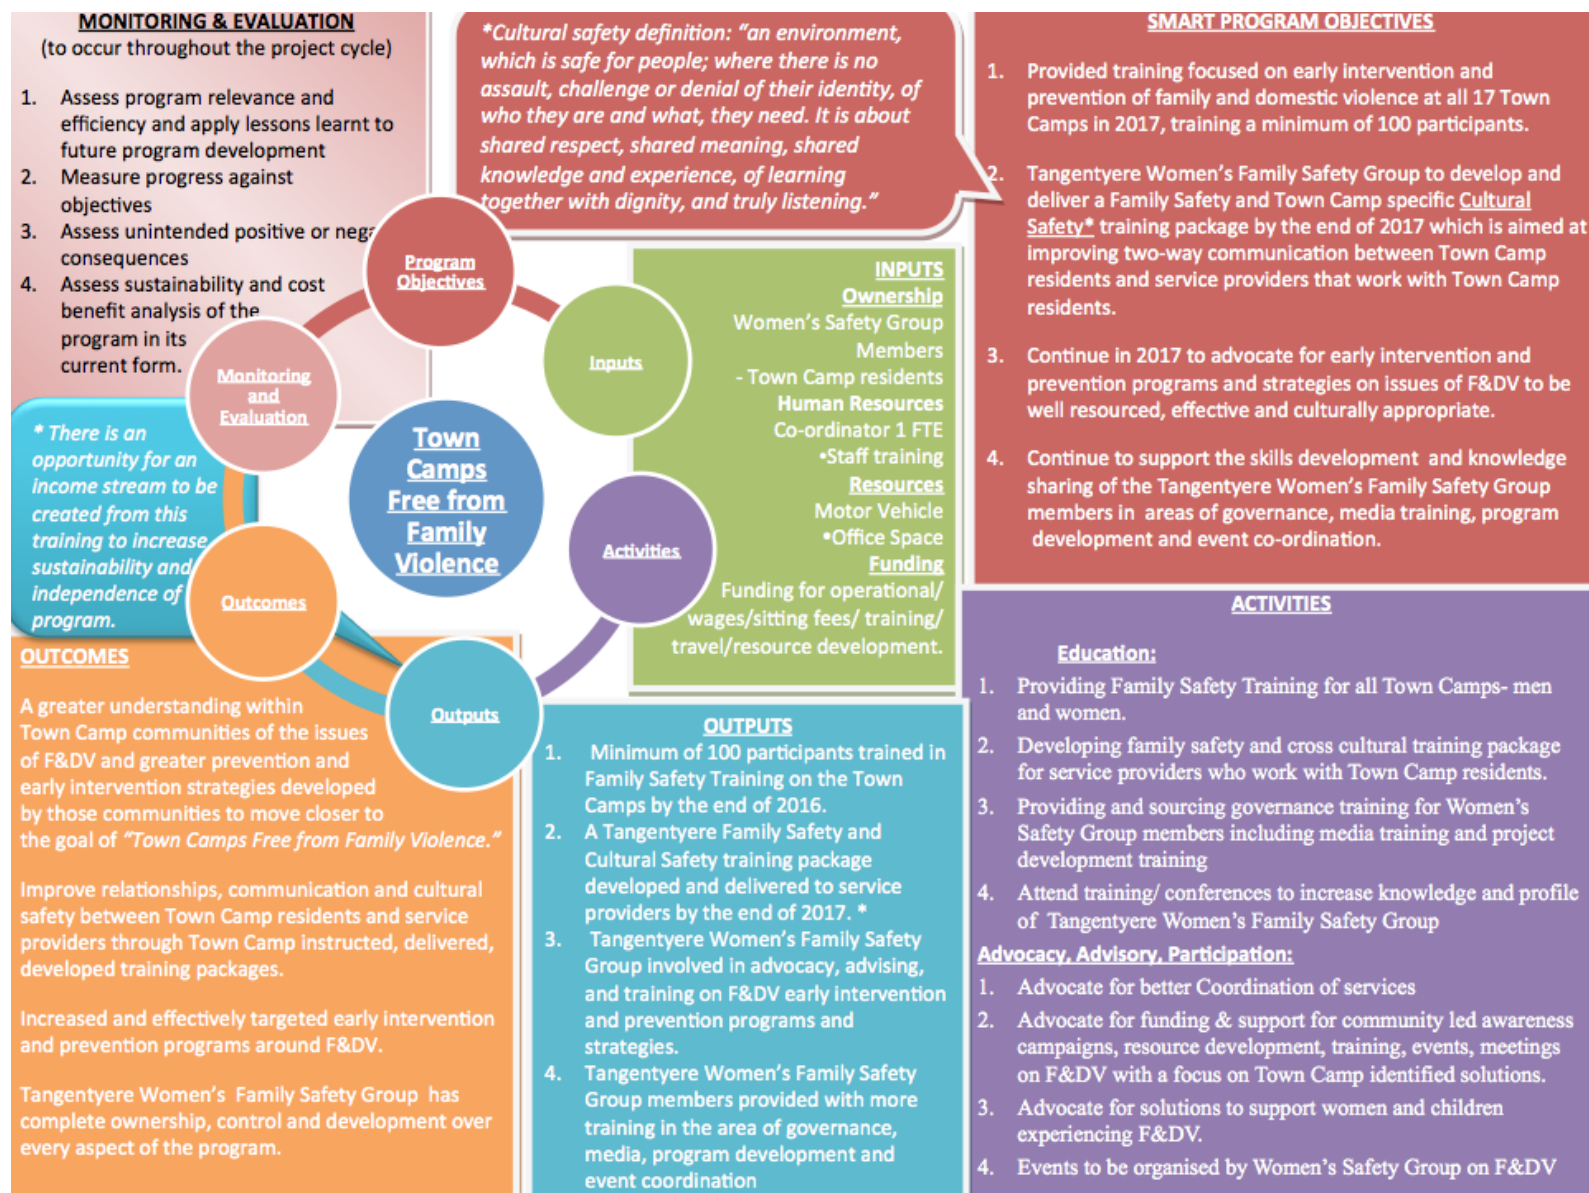 MONITORING & EVALUATION
(to occur throughout the project cycle)
1. Assess program relevance and
efficiency and apply lessons learnt to
future program development
2. Measure progress against
objectives
3. Assess unintended positive or nega
consequences
4. Assess sustainability and cost
benefit analysis of the
program in its
current form.
*Cultural safety definition: “an environment,
which is safe for people; where there is no
assault, challenge or denial of their identity, of
who they are and what, they need. It is about
shared respect, shared meaning, shared
knowledge and experience, of learning
together with dignity, and truly listening.”
SMART PROGRAM OBJECTIVES
1. Provided training focused on early intervention and
prevention of family and domestic violence at all 17 Town
Camps in 2017, training a minimum of 100 participants.
2. Tangentyere Women’s Family Safety Group to develop and
deliver a Family Safety and Town Camp specific Cultural
Safety* training package by the end of 2017 which is aimed at
improving two-way communication between Town Camp
residents and service providers that work with Town Camp
residents.
3. Continue in 2017 to advocate for early intervention and
prevention programs and strategies on issues of F&DV to be
well resourced, effective and culturally appropriate.
4. Continue to support the skills development and knowledge
sharing of the Tangentyere Women’s Family Safety Group
members in areas of governance, media training, program
development and event co-ordination.
Program
Objectives
Inputs
Activities
Outputs
Outcomes
Monitoring
and
Evaluation
Town
Camps
Free from
Family
Violence
INPUTS
Ownership
Women’s Safety Group
Members
- Town Camp residents
Human Resources
Co-ordinator 1 FTE
•Staff training
Resources
Motor Vehicle
•Office Space
Funding
Funding for operational/
wages/sitting fees/ training/
travel/resource development.
* There is an
opportunity for an
income stream to be
created from this
training to increase
sustainability and
independence of
program.
OUTCOMES
A greater understanding within
Town Camp communities of the issues
of F&DV and greater prevention and
early intervention strategies developed
by those communities to move closer to
the goal of “Town Camps Free from Family Violence.”
Improve relationships, communication and cultural
safety between Town Camp residents and service
providers through Town Camp instructed, delivered,
developed training packages.
Increased and effectively targeted early intervention
and prevention programs around F&DV.
Tangentyere Women’s Family Safety Group has
complete ownership, control and development over
every aspect of the program.
OUTPUTS
1. Minimum of 100 participants trained in
Family Safety Training on the Town
Camps by the end of 2016.
2. A Tangentyere Family Safety and
Cultural Safety training package
developed and delivered to service
providers by the end of 2017. *
3. Tangentyere Women’s Family Safety
Group involved in advocacy, advising,
and training on F&DV early intervention
and prevention programs and
strategies.
4. Tangentyere Women’s Family Safety
Group members provided with more
training in the area of governance,
media, program development and
event coordination
ACTIVITIES
Education:
1. Providing Family Safety Training for all Town Camps- men
and women.
2. Developing family safety and cross cultural training package
for service providers who work with Town Camp residents.
3. Providing and sourcing governance training for Women’s
Safety Group members including media training and project
development training
4. Attend training/ conferences to increase knowledge and profile
of Tangentyere Women’s Family Safety Group
Advocacy, Advisory, Participation:
1. Advocate for better Coordination of services
2. Advocate for funding & support for community led awareness
campaigns, resource development, training, events, meetings
on F&DV with a focus on Town Camp identified solutions.
3. Advocate for solutions to support women and children
experiencing F&DV.
4. Events to be organised by Women’s Safety Group on F&DV